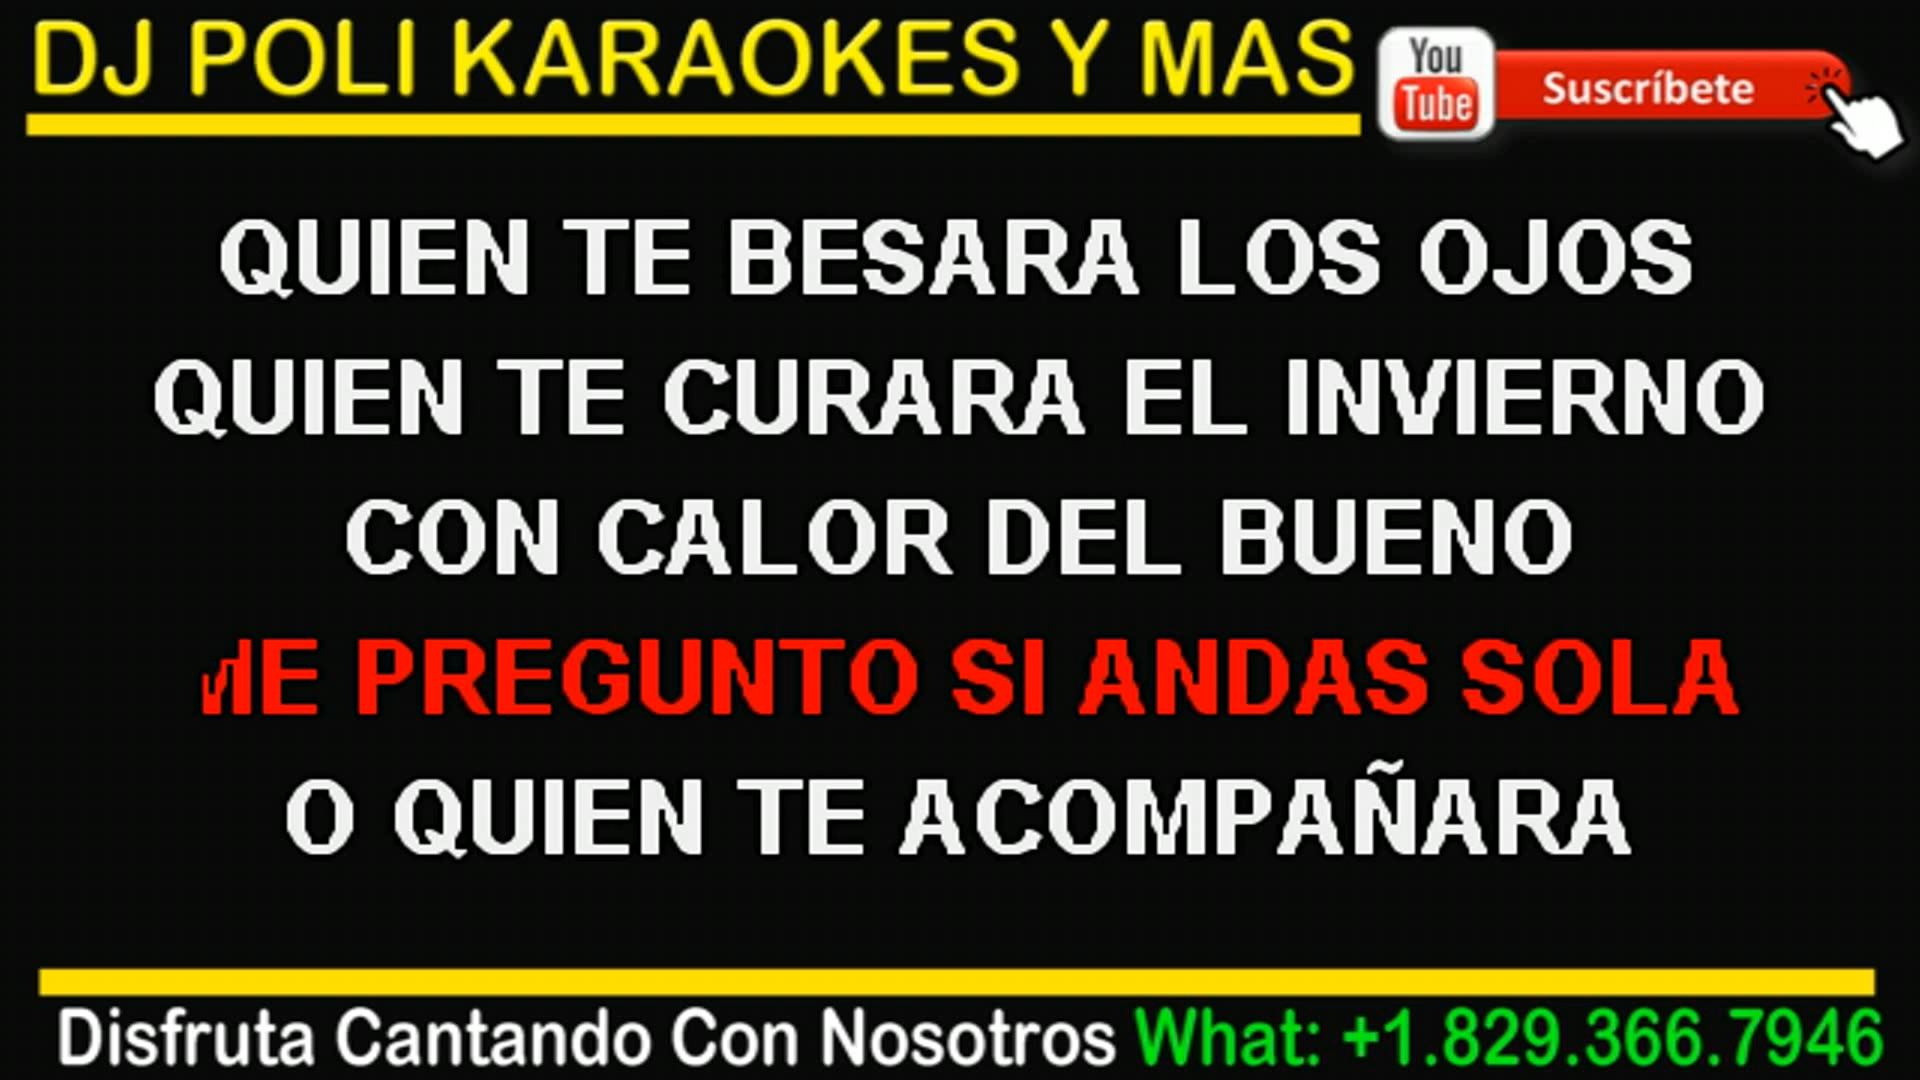 DJ POLI KARAOKES Y MAS
You Tube Suscríbete
QUIEN TE BESARA LOS OJOS
QUIEN TE CURARA EL INVIERNO
CON CALOR DEL BUENO
ME PREGUNTO SI ANDAS SOLA
O QUIEN TE ACOMPAÑARA
Disfruta Cantando Con Nosotros What: +1.829.366.7946